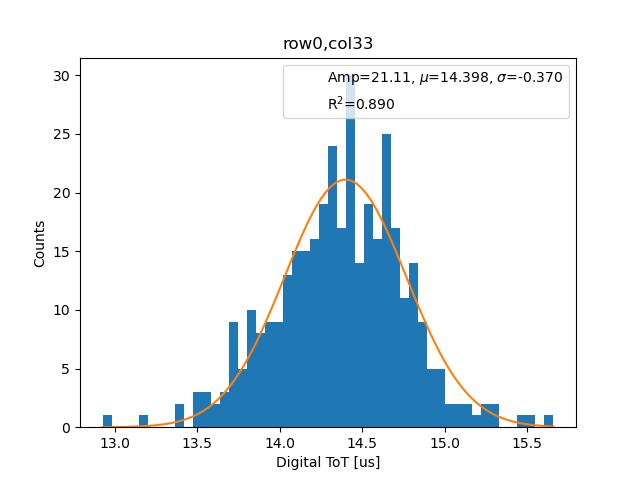 row0,col33
Amp=21.11, μ=14.398, σ=-0.370
R²=0.890
30
25
20
15
10
5
0
Counts
13.0 13.5 14.0 14.5 15.0 15.5
Digital ToT [us]